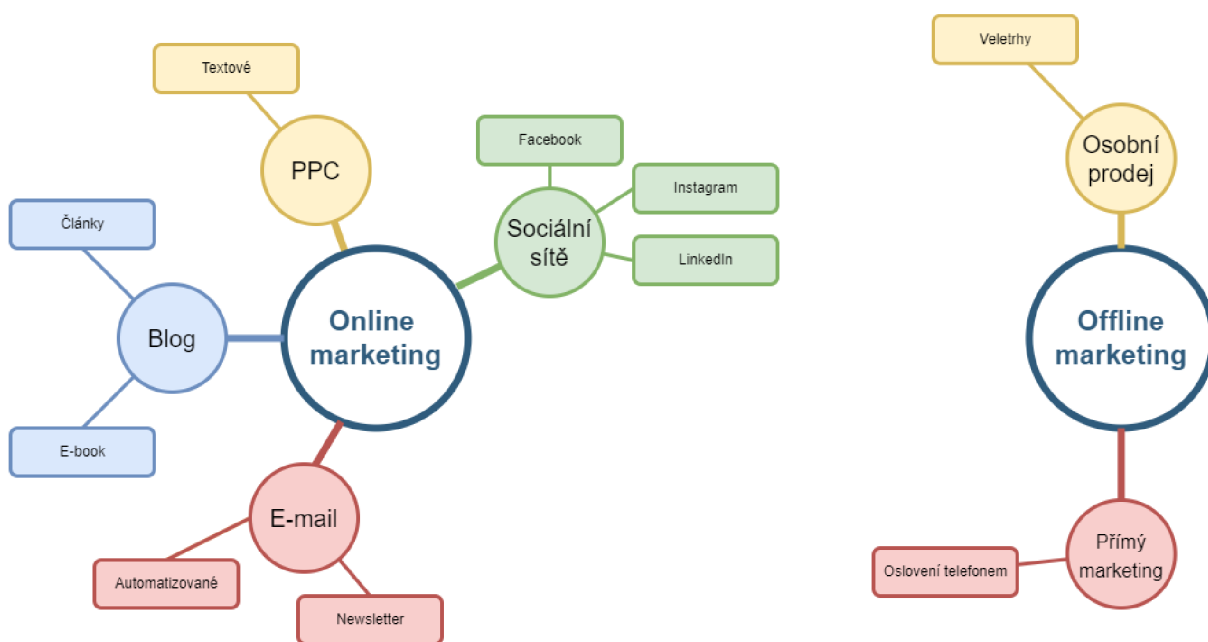 Textové
PPC
Facebook
Instagram
LinkedIn
Sociální
sítě
Články
Blog
E-book
Online
marketing
E-mail
Automatizované
Newsletter
Veletrhy
Osobní
prodej
Offline
marketing
Přímý
marketing
Oslovení telefonem